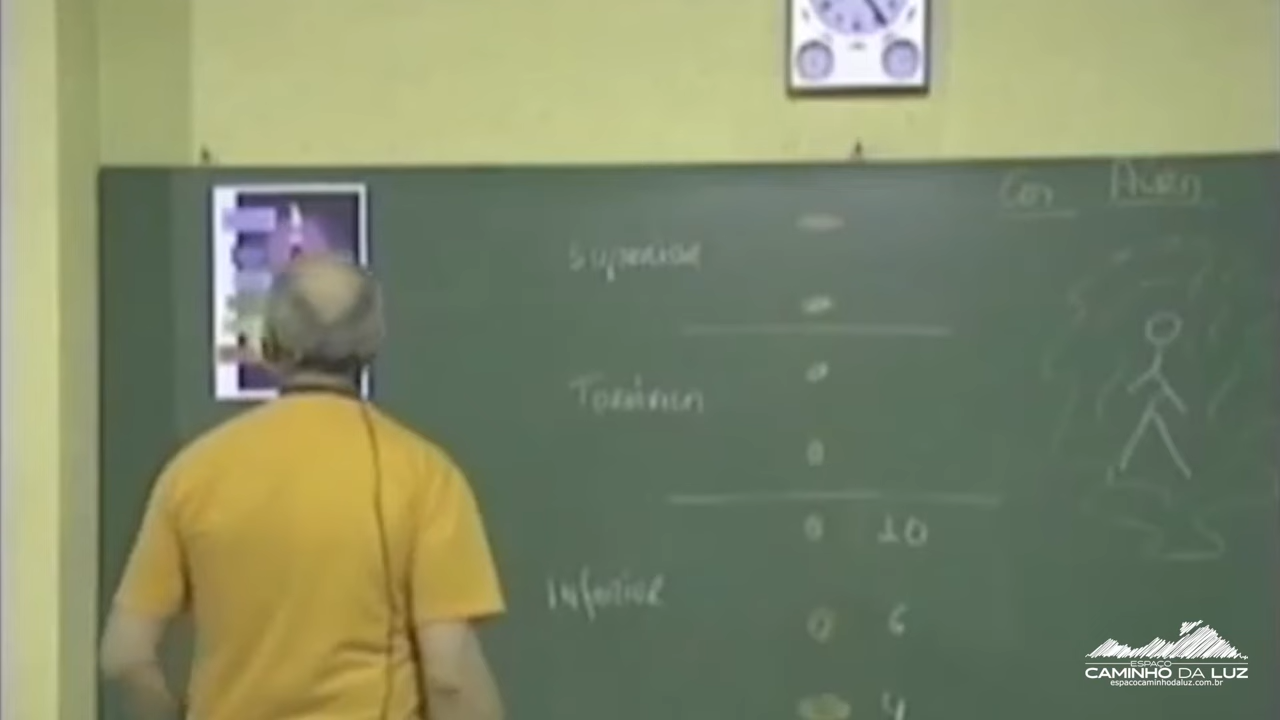 Cor Aura
Superior
Torácica
0
0 10
Inferior
0 6
4
ESPAÇO
CAMINHO DA LUZ
espacocaminhodaluz.com.br